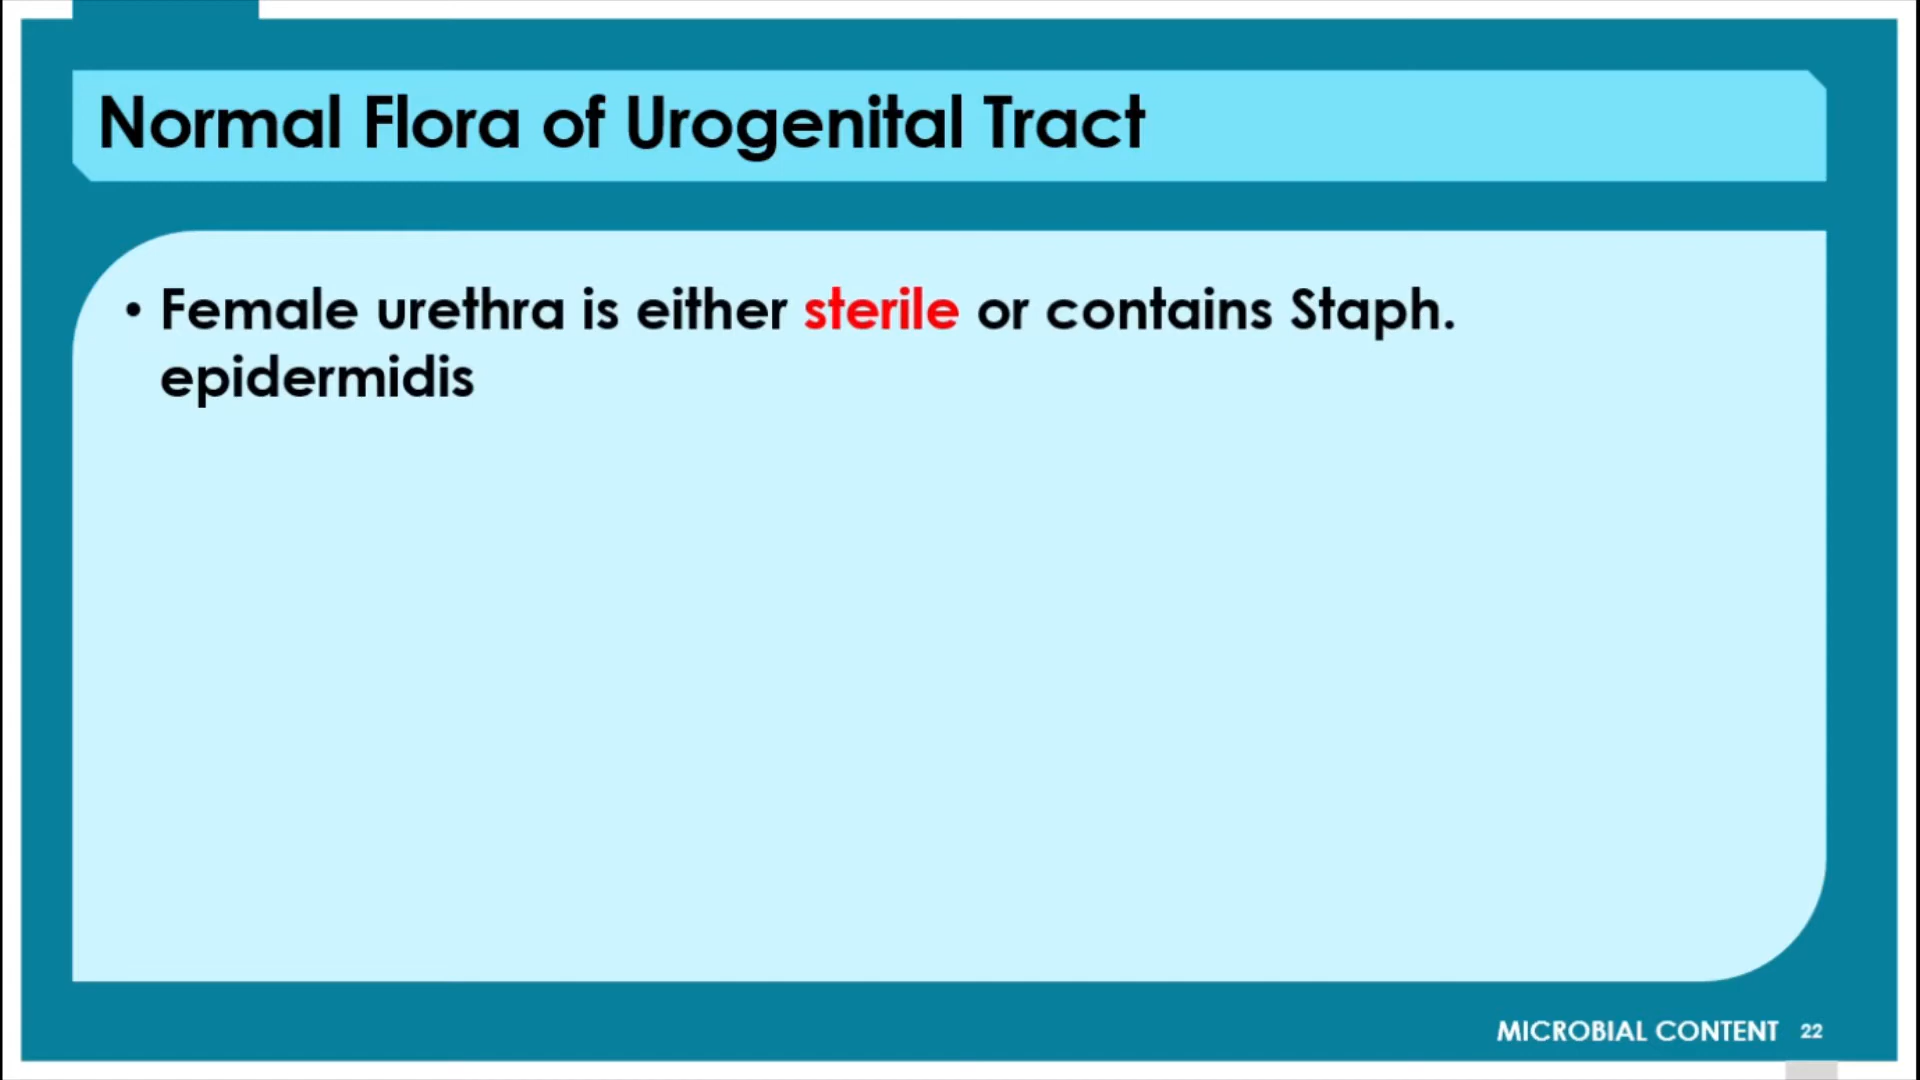 Normal Flora of Urogenital Tract
• Female urethra is either sterile or contains Staph.
epidermidis
MICROBIAL CONTENT 22